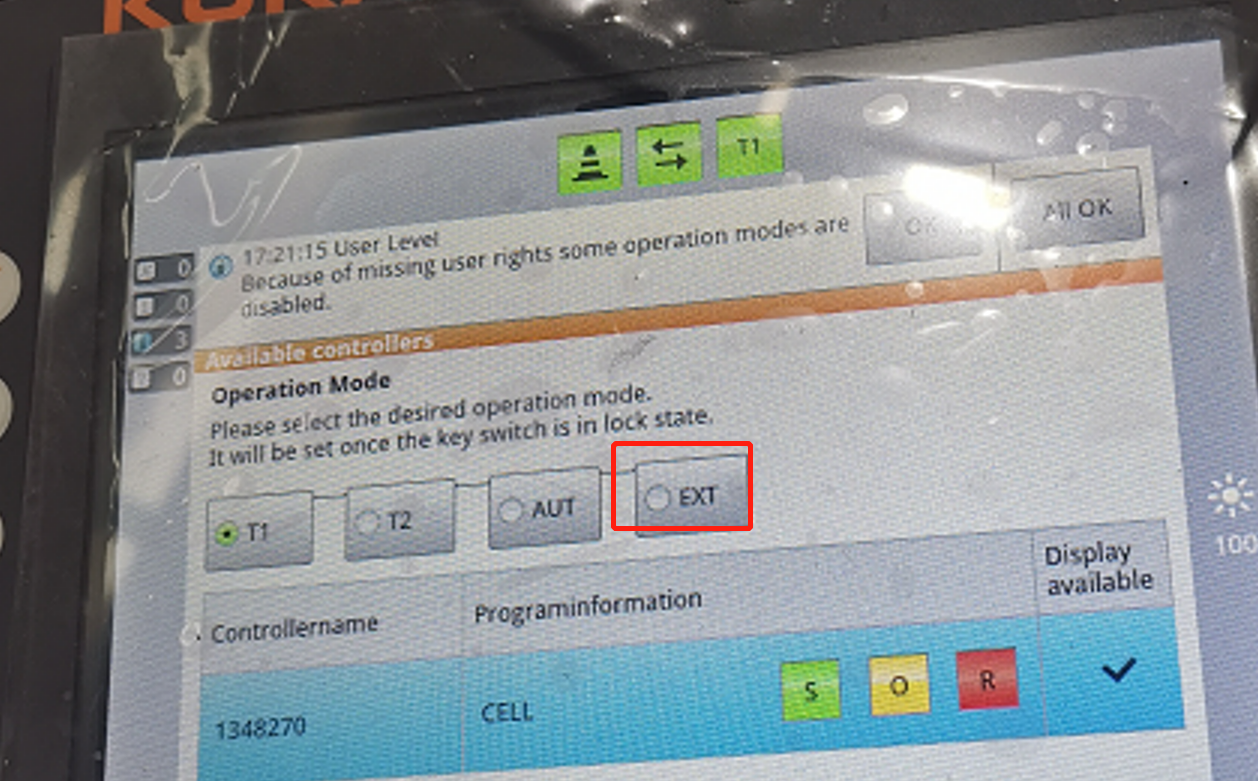 KUKA
T1
17:21:15 User Level
Because of missing user rights some operation modes are
disabled.
OK
All OK
0
0
3
0
Available controllers
Operation Mode
Please select the desired operation mode.
It will be set once the key switch is in lock state.
T1
T2
AUT
EXT
100
Controllername
Programinformation
Display
available
1348270
CELL
S
O
R